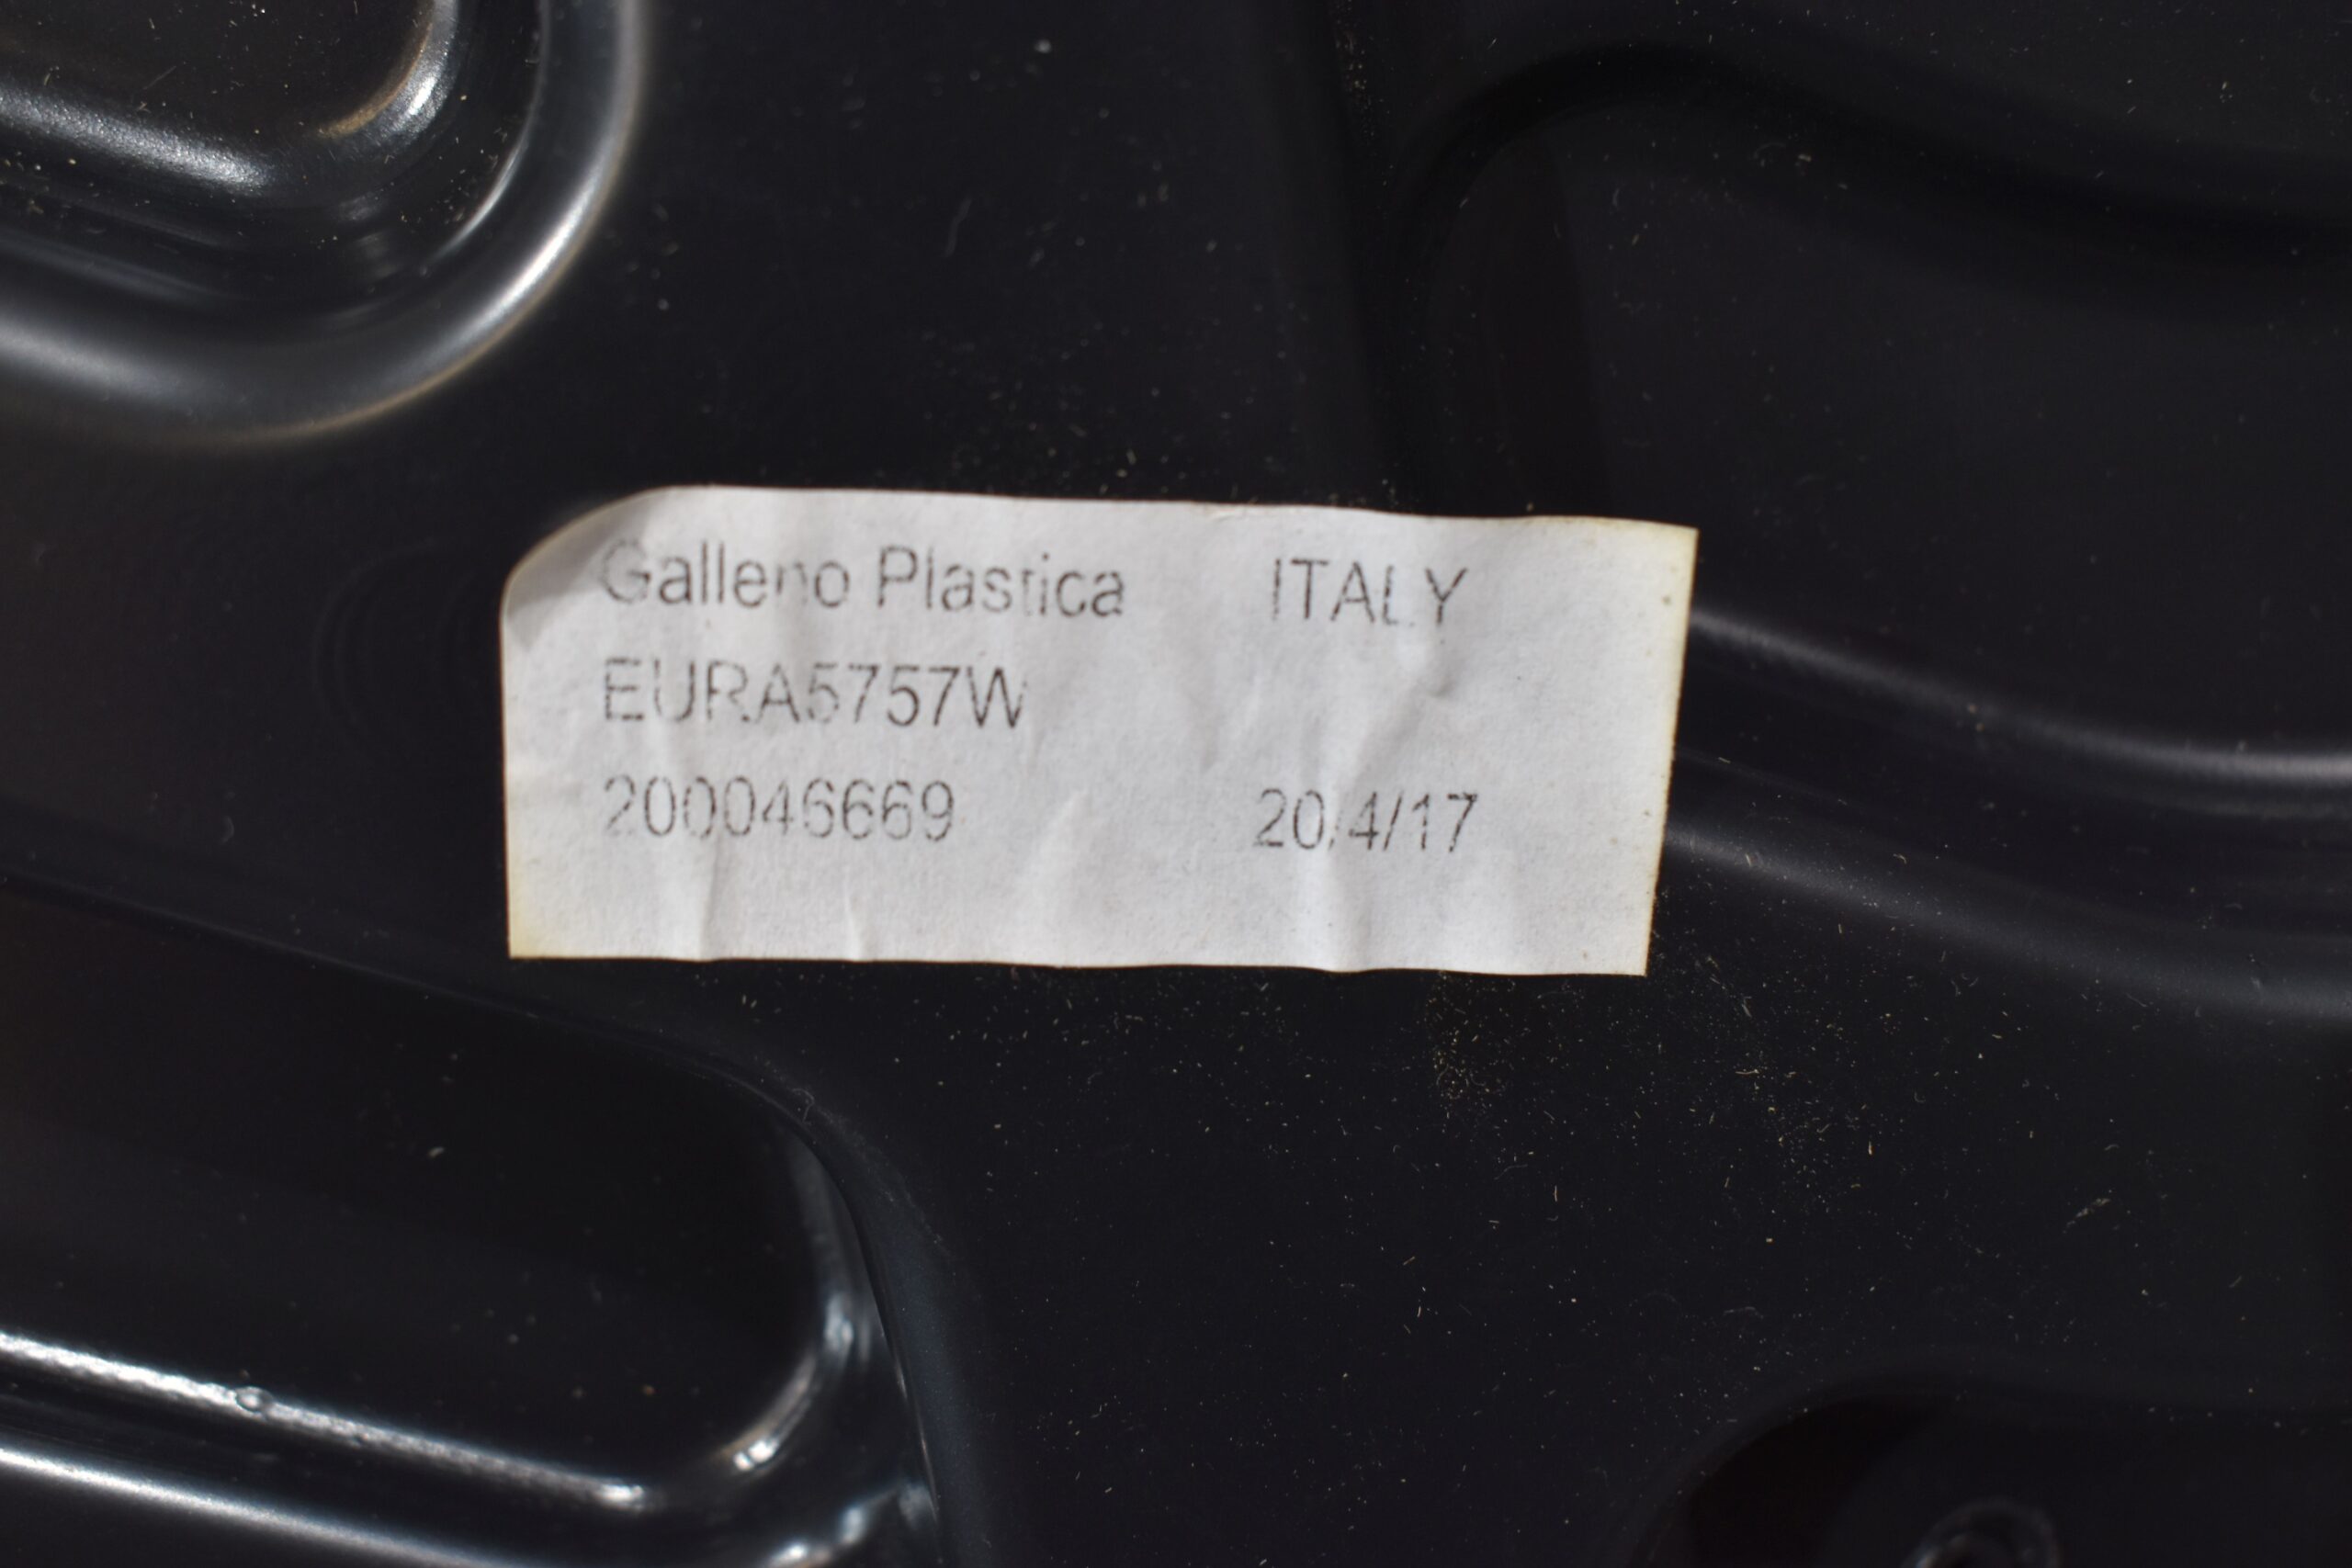 Galleno Plastica ITALY
EURA5757W
200046669 20/4/17